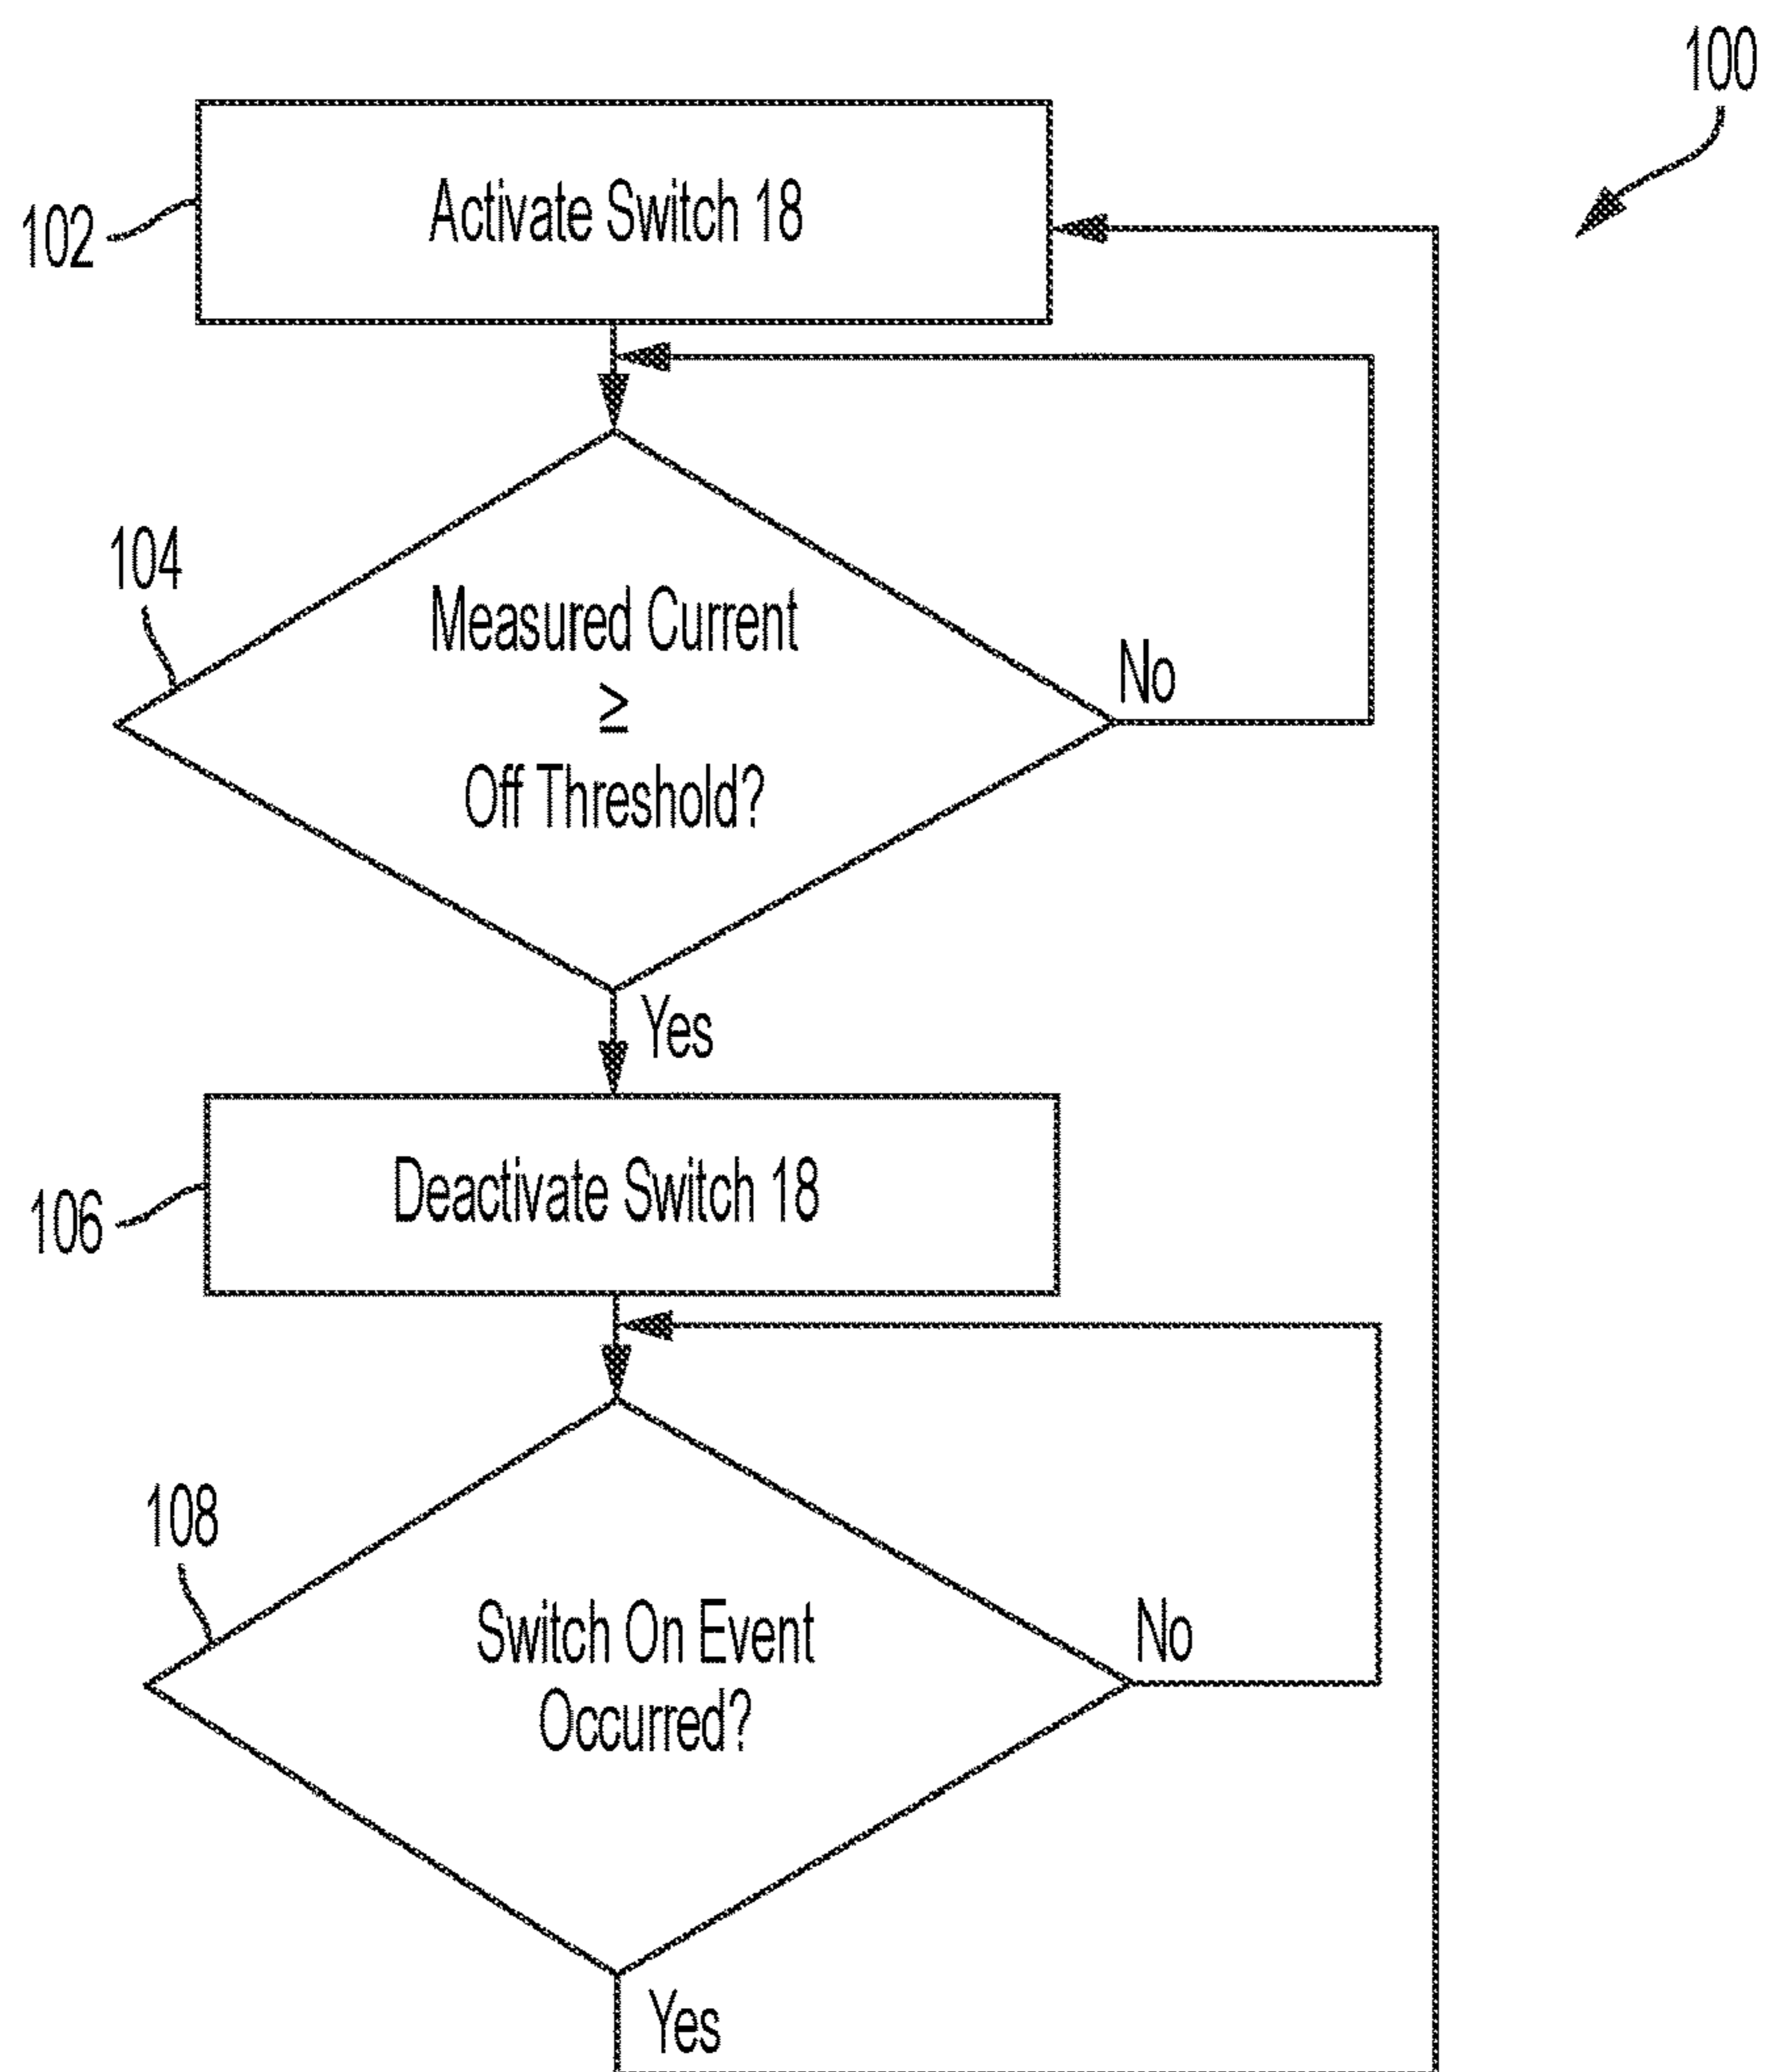 100
102
Activate Switch 18
104
Measured Current
≥
Off Threshold?
No
Yes
106
Deactivate Switch 18
108
Switch On Event
Occurred?
No
Yes